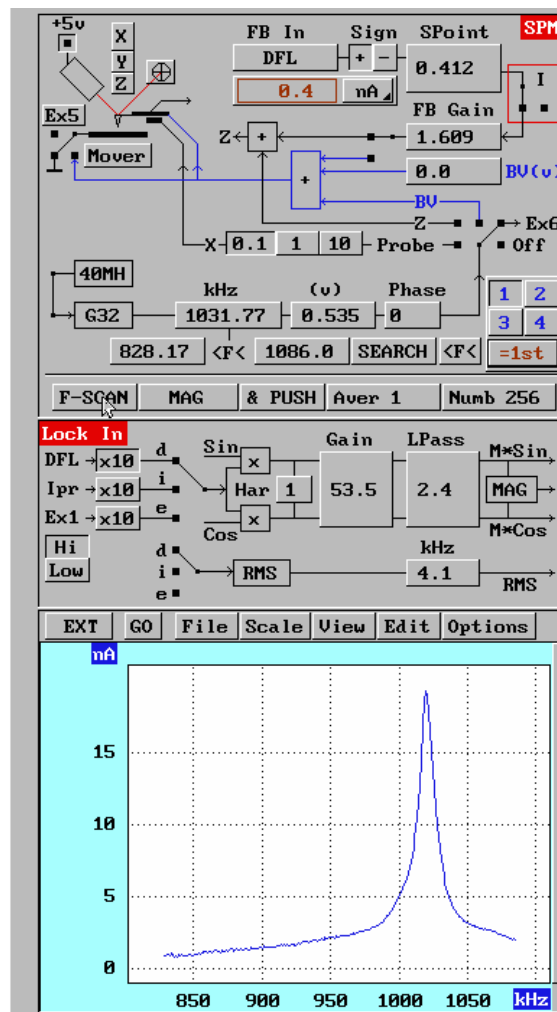 +5v X FB In Sign SPoint SPM
Y DFL + − 0.412
Z 0.4 nA I
FB Gain
Ex5 Z + 1.609
Mover + 0.0 BV(v)
BV
Z Ex6
X 0.1 1 10 Probe Off
40MH
kHz (v) Phase 1 2
G32 1031.77 0.535 0 3 4
828.17 <F< 1086.0 SEARCH <F< =1st
F-SCAN MAG & PUSH Aver 1 Numb 256
Lock In Gain LPass
DFL x10 d Sin x M*Sin
Ipr x10 i Har 1 53.5 2.4 MAG
Ex1 x10 e Cos x M*Cos
Hi d kHz
Low i RMS 4.1 RMS
e
EXT GO File Scale View Edit Options
nA
15
10
5
0
850 900 950 1000 1050 kHz